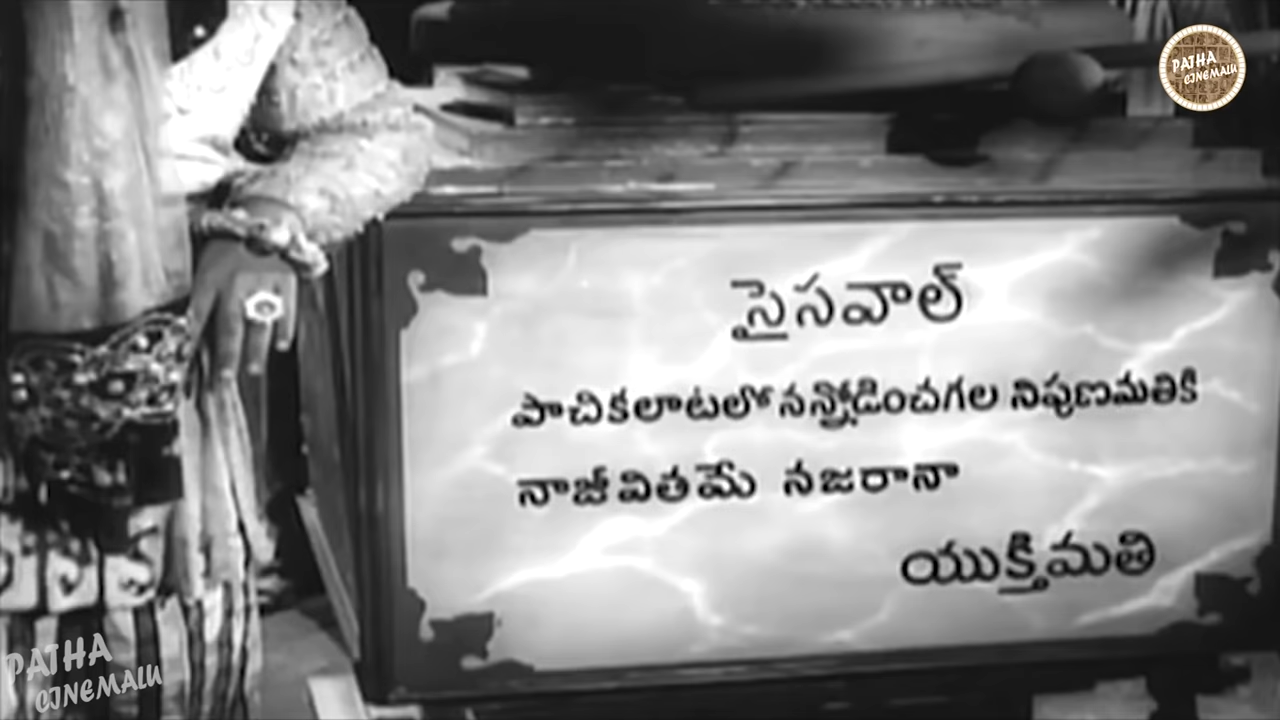 PATHA
CINEMALU
సైసవాల్
పాచికలాటలో నన్నోడించగల నిపుణమతికి
నాజీవితమే నజరానా
యుక్తిమతి
PATHA
CINEMALU